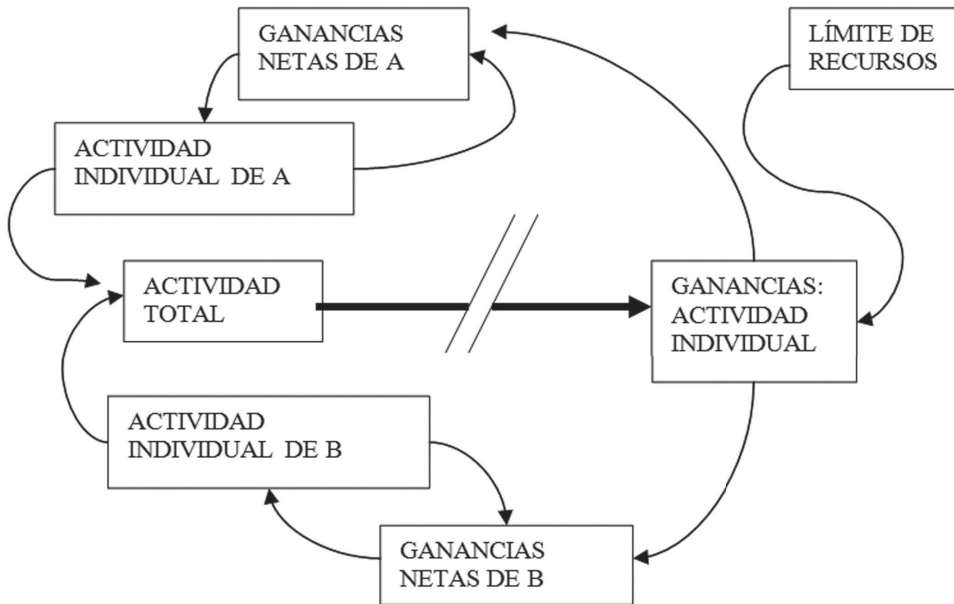 GANANCIAS
NETAS DE A
LÍMITE DE
RECURSOS
ACTIVIDAD
INDIVIDUAL DE A
ACTIVIDAD
TOTAL
GANANCIAS:
ACTIVIDAD
INDIVIDUAL
ACTIVIDAD
INDIVIDUAL DE B
GANANCIAS
NETAS DE B